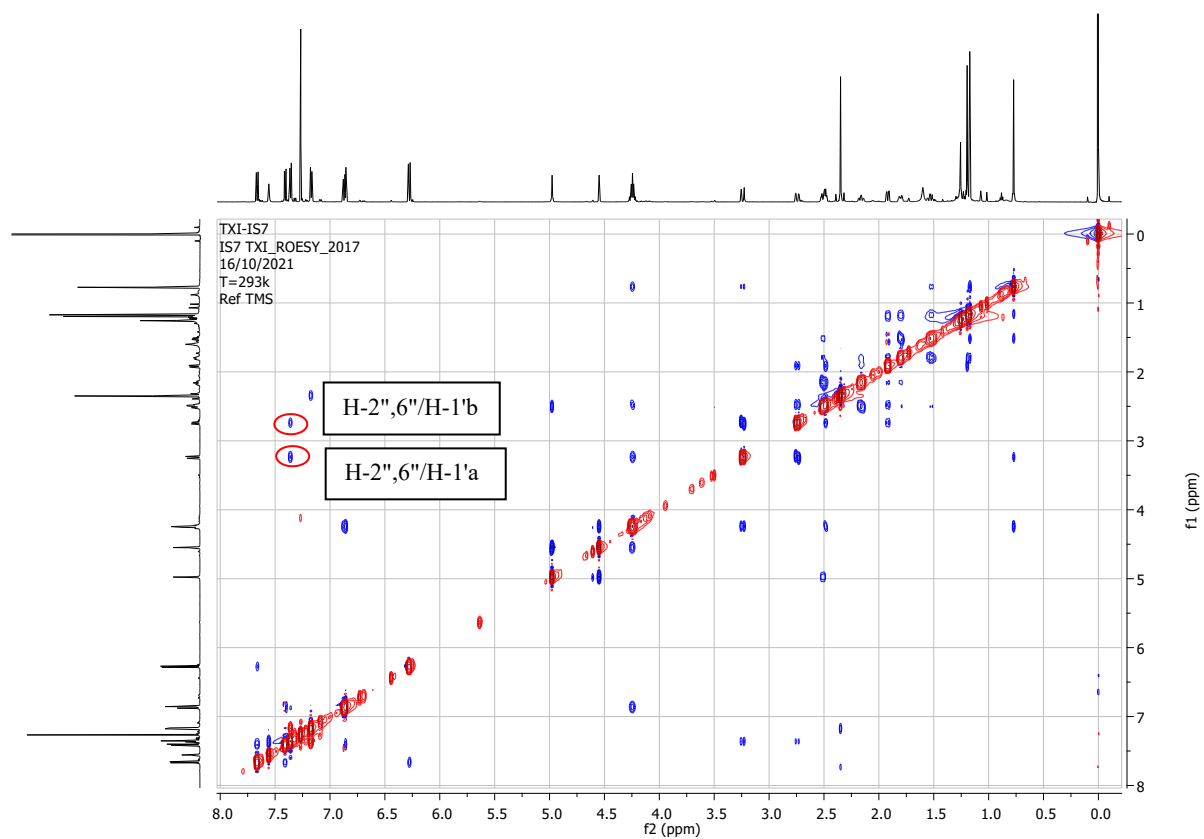 TXI-IS7
IS7 TXI_ROESY_2017
16/10/2021
T=293k
Ref TMS
H-2",6"/H-1'b
H-2",6"/H-1'a
0
1
2
3
4
5
6
7
8
f1 (ppm)
8.0 7.5 7.0 6.5 6.0 5.5 5.0 4.5 4.0 3.5 3.0 2.5 2.0 1.5 1.0 0.5 0.0
f2 (ppm)